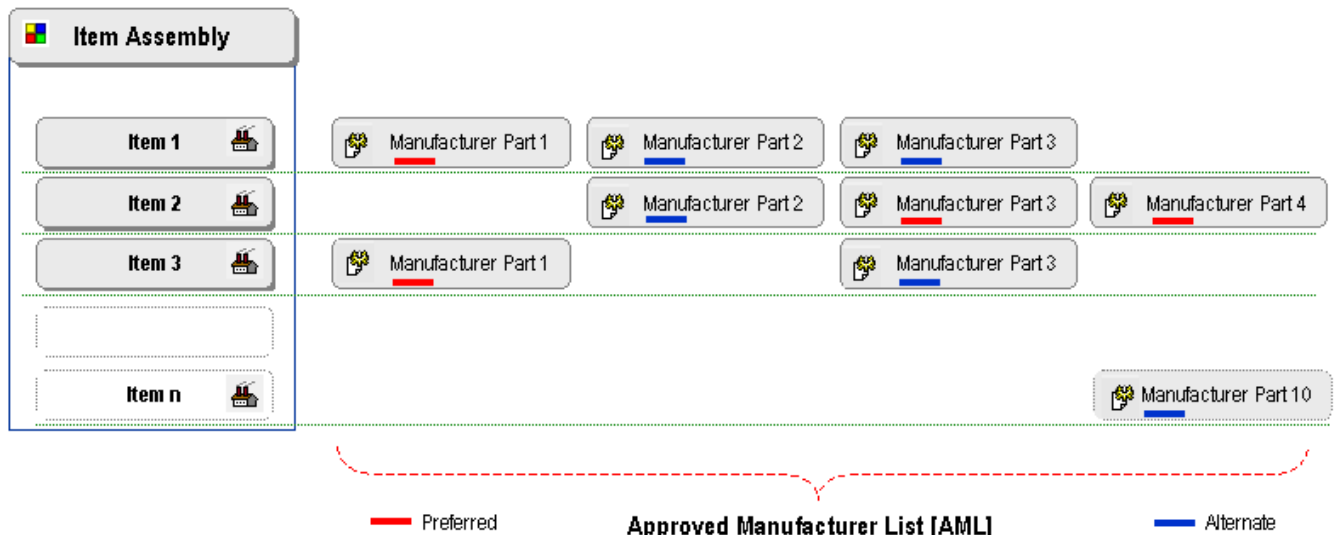 Item Assembly
Item 1 Manufacturer Part 1 Manufacturer Part 2 Manufacturer Part 3
Item 2 Manufacturer Part 2 Manufacturer Part 3 Manufacturer Part 4
Item 3 Manufacturer Part 1 Manufacturer Part 3
Item n Manufacturer Part 10
Preferred Approved Manufacturer List [AML] Alternate